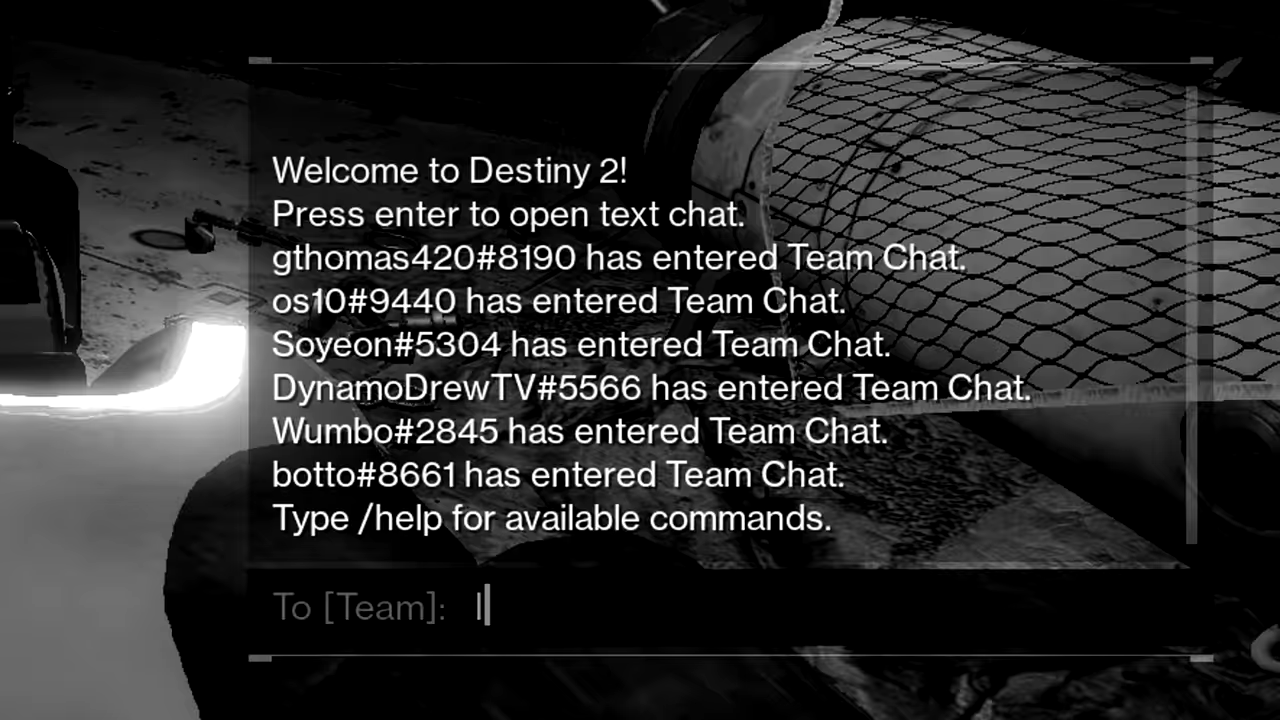 Welcome to Destiny 2!
Press enter to open text chat.
gthomas420#8190 has entered Team Chat.
os10#9440 has entered Team Chat.
Soyeon#5304 has entered Team Chat.
DynamoDrewTV#5566 has entered Team Chat.
Wumbo#2845 has entered Team Chat.
botto#8661 has entered Team Chat.
Type /help for available commands.
To [Team]: